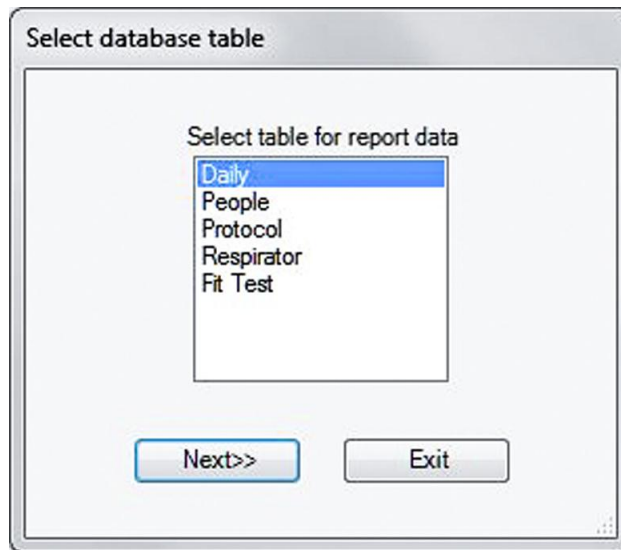 Select database table
Select table for report data
Daily
People
Protocol
Respirator
Fit Test
Next>>
Exit